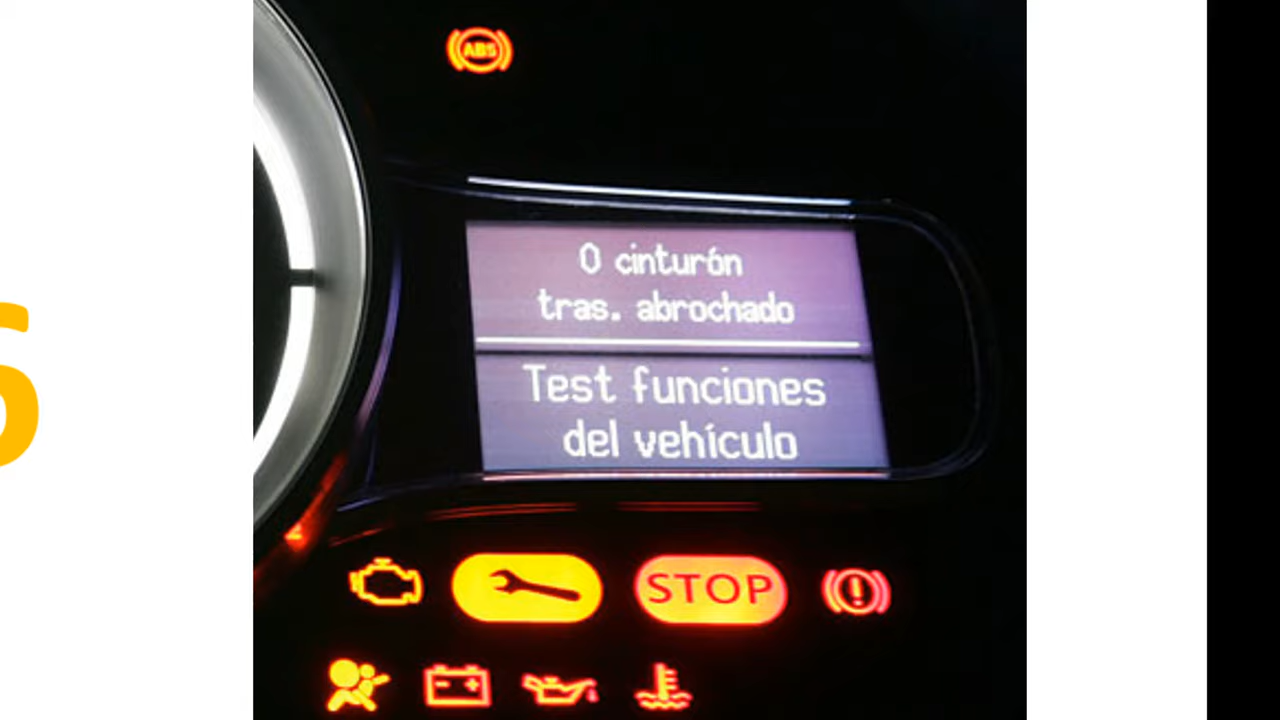 ABS
0 cinturón
tras. abrochado
Test funciones
del vehículo
STOP